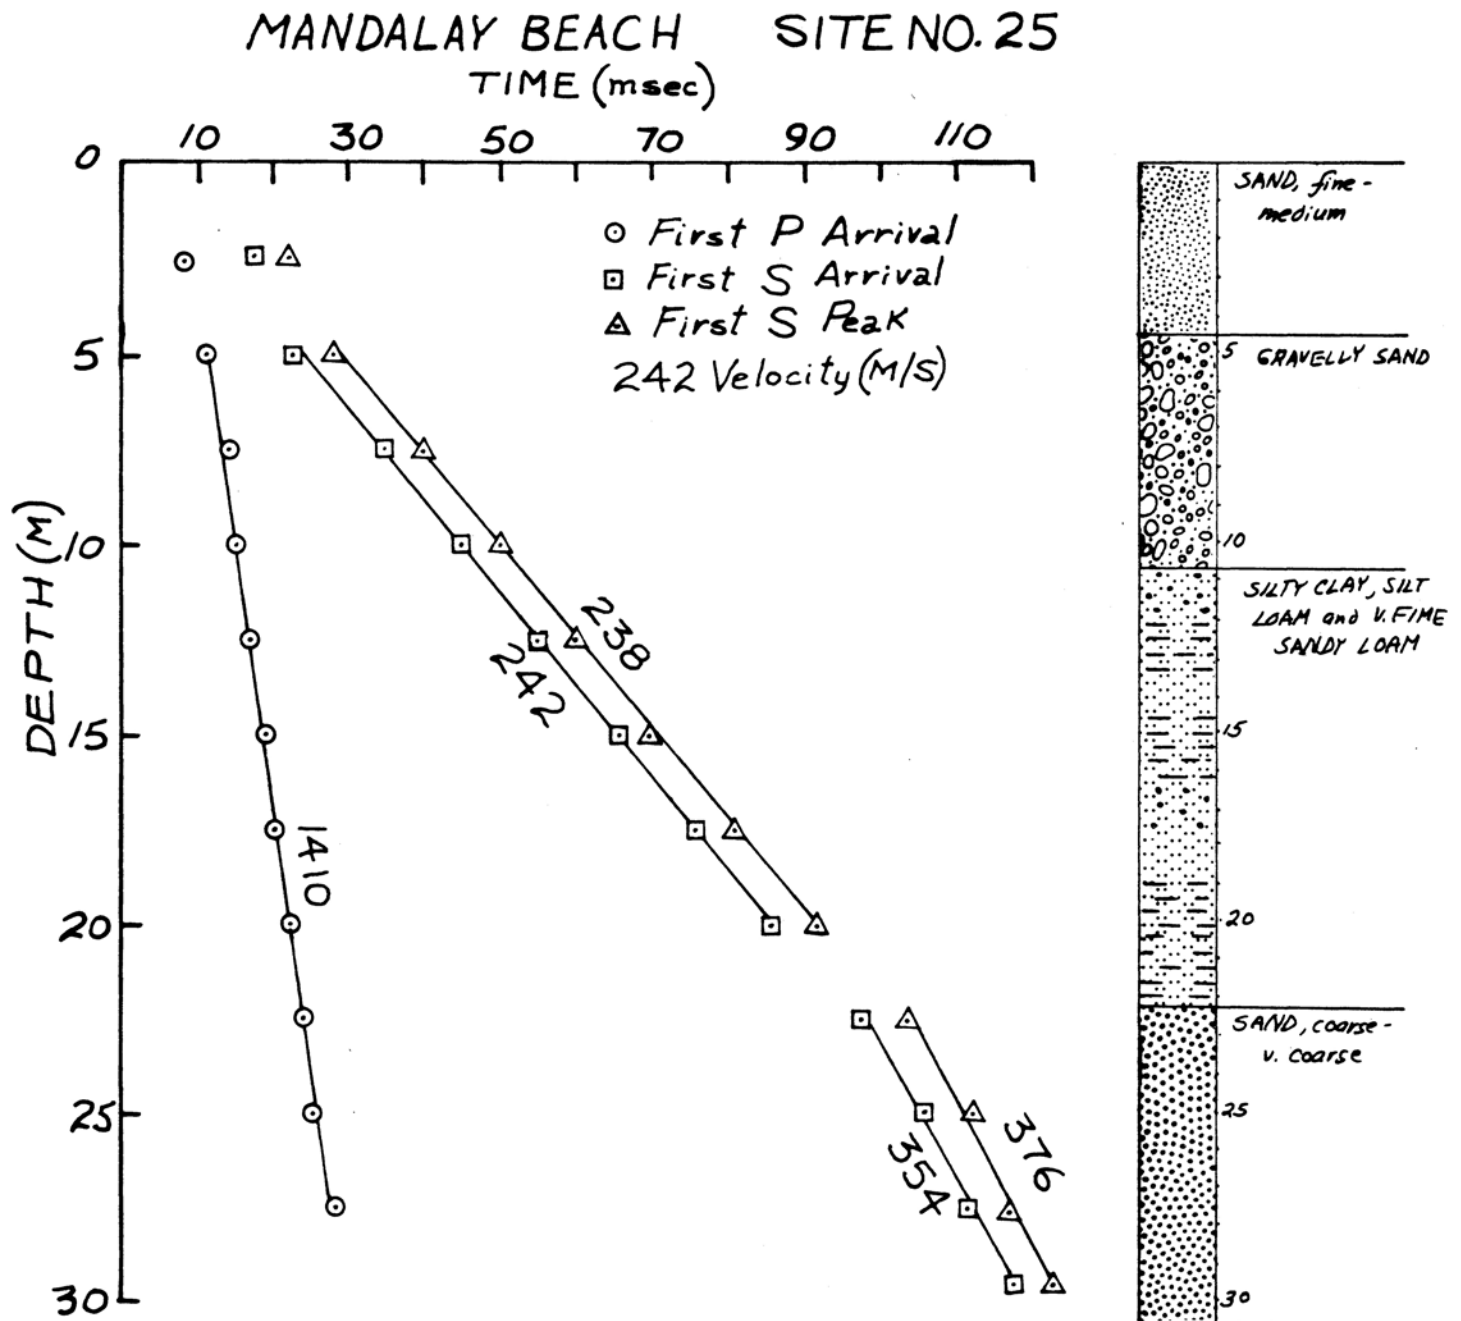 MANDALAY BEACH SITE NO. 25
TIME (msec)
10 30 50 70 90 110
0
5
10
15
20
25
30
DEPTH (M)
First P Arrival
First S Arrival
First S Peak
242 Velocity (M/S)
238
242
1410
354
376
SAND, fine-
medium
5 GRAVELLY SAND
10
SILTY CLAY, SILT
LOAM and V. FIME
SANDY LOAM
15
20
SAND, coarse-
v. coarse
25
30